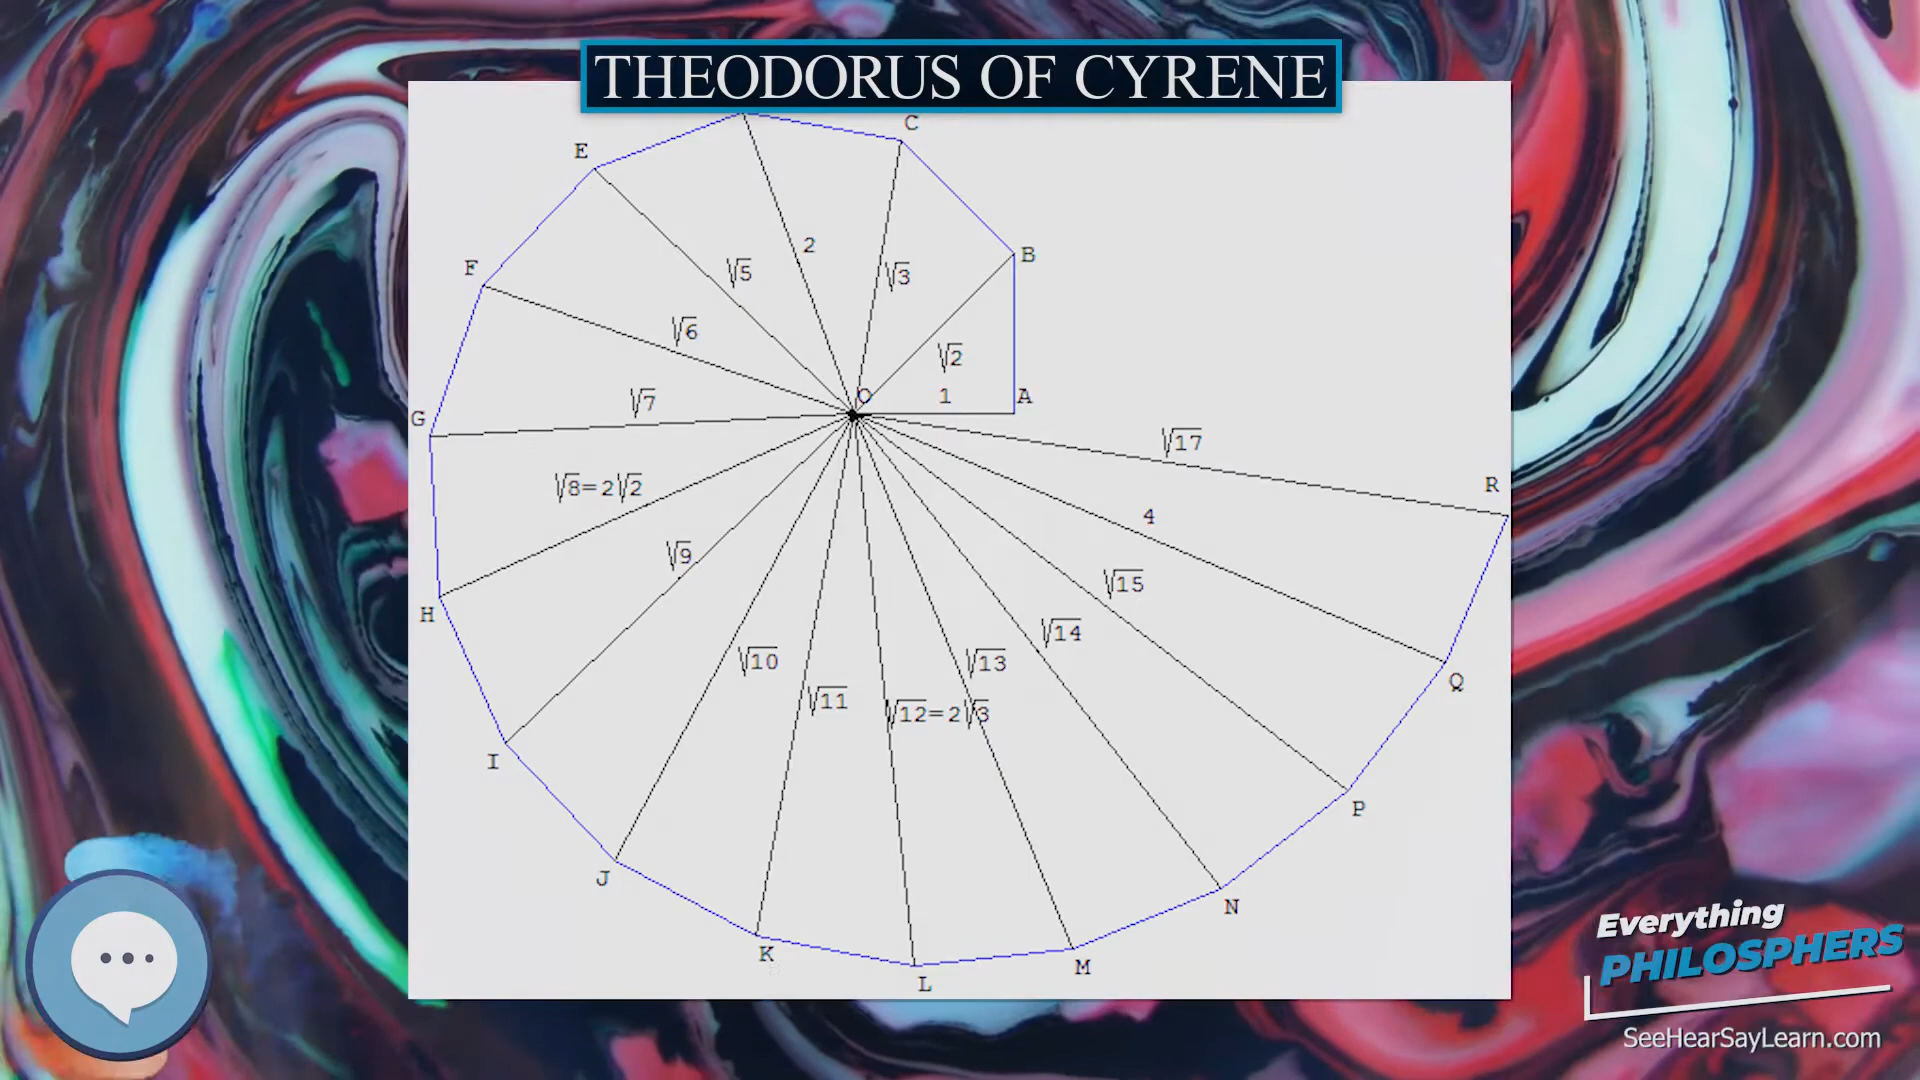 THEODORUS OF CYRENE
C
E
B
2
√5
√3
F
√6
√2
O
1
A
√7
G
√17
R
√8=2√2
4
√9
√15
H
√14
√10
√13
Q
√11
√12=2√3
I
P
J
N
K
M
L
Everything
PHILOSPHERS
SeeHearSayLearn.com